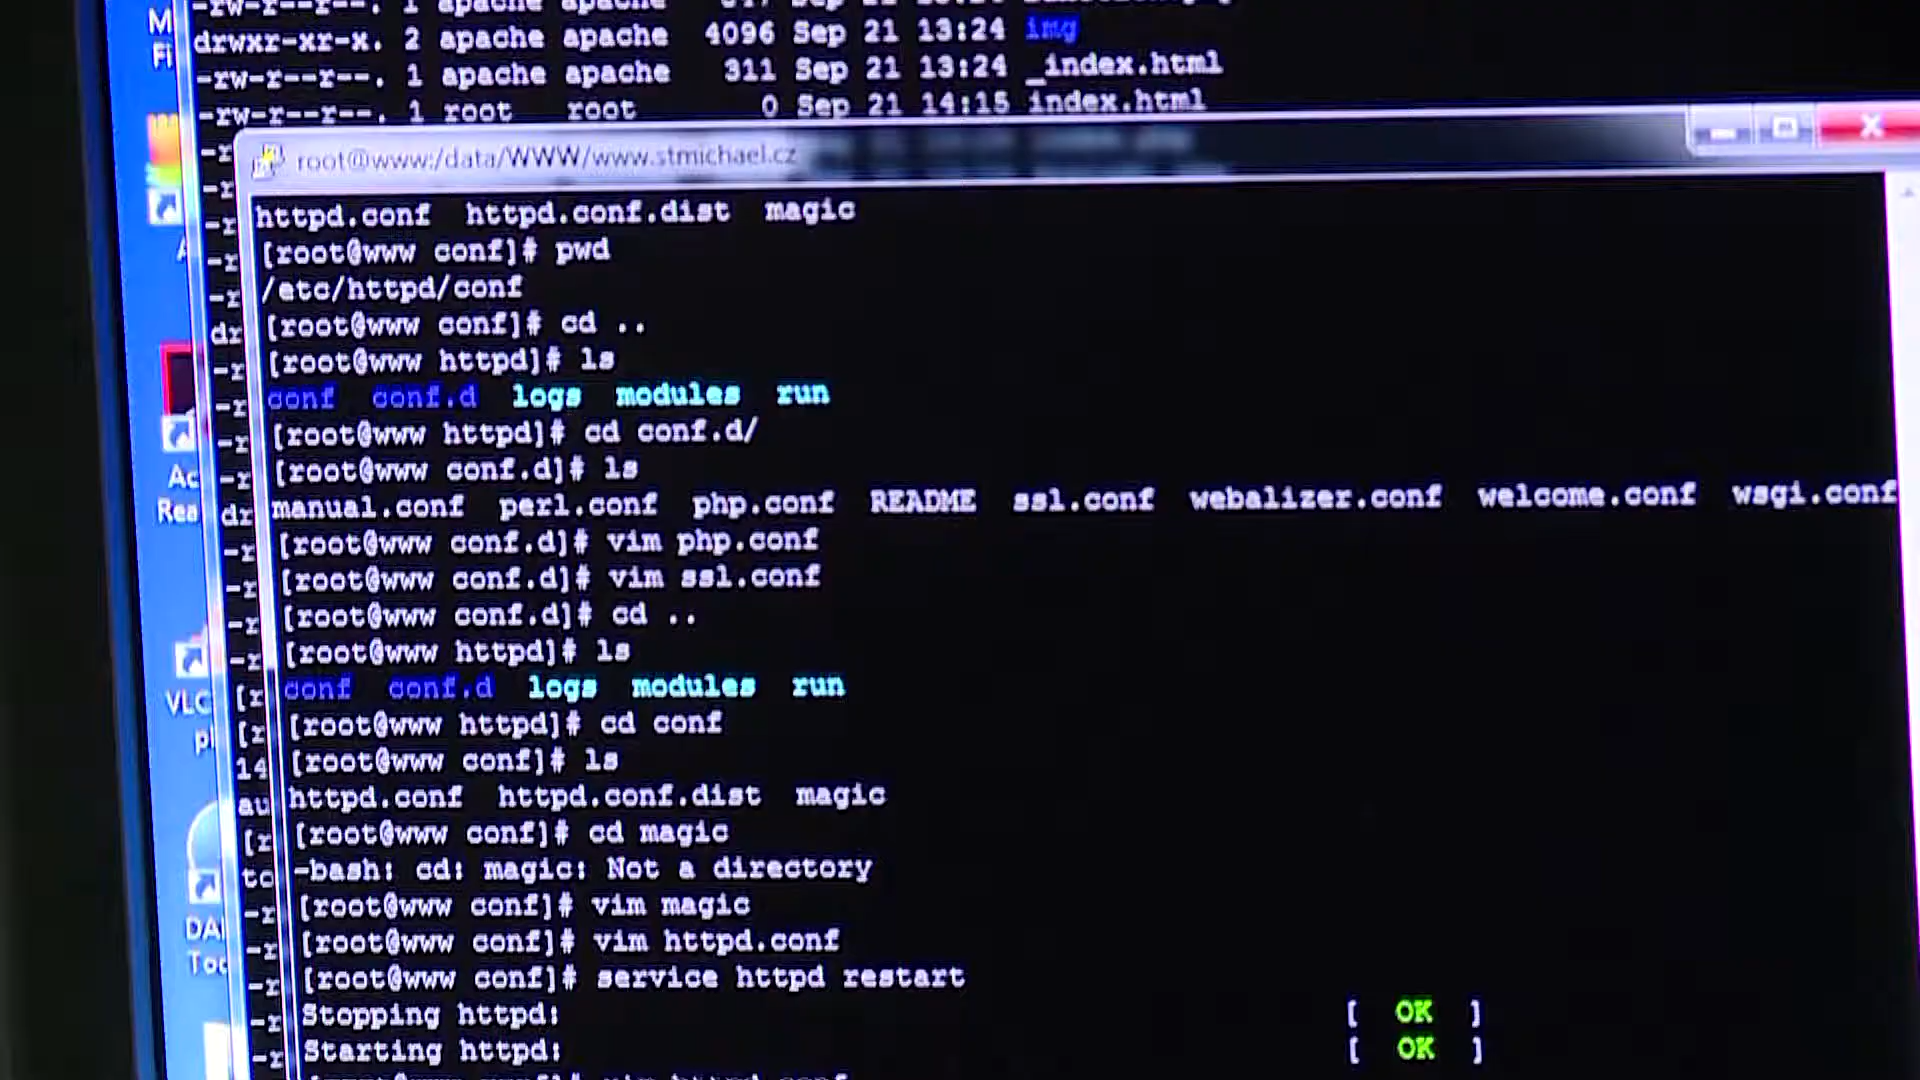 drwxr-xr-x. 2 apache apache 4096 Sep 21 13:24 img
-rw-r--r--. 1 apache apache 311 Sep 21 13:24 _index.html
-rw-r--r--. 1 root root 0 Sep 21 14:15 index.html
root@www:/data/WWW/www.stmichael.cz
httpd.conf httpd.conf.dist magic
[root@www conf]# pwd
/etc/httpd/conf
[root@www conf]# cd ..
[root@www httpd]# ls
conf conf.d logs modules run
[root@www httpd]# cd conf.d/
[root@www conf.d]# ls
manual.conf perl.conf php.conf README ssl.conf webalizer.conf welcome.conf wsgi.conf
[root@www conf.d]# vim php.conf
[root@www conf.d]# vim ssl.conf
[root@www conf.d]# cd ..
[root@www httpd]# ls
conf conf.d logs modules run
[root@www httpd]# cd conf
[root@www conf]# ls
httpd.conf httpd.conf.dist magic
[root@www conf]# cd magic
-bash: cd: magic: Not a directory
[root@www conf]# vim magic
[root@www conf]# vim httpd.conf
[root@www conf]# service httpd restart
Stopping httpd: [ OK ]
Starting httpd: [ OK ]
VLC